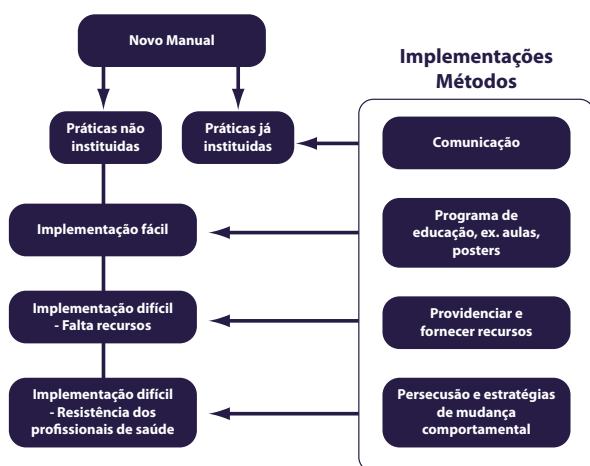 Novo Manual
Implementações
Métodos
Práticas não
instituidas
Práticas já
instituidas
Comunicação
Implementação fácil
Programa de
educação, ex. aulas,
posters
Implementação difícil
- Falta recursos
Providenciar e
fornecer recursos
Implementação difícil
- Resistência dos
profissionais de saúde
Persecusão e estratégias
de mudança
comportamental